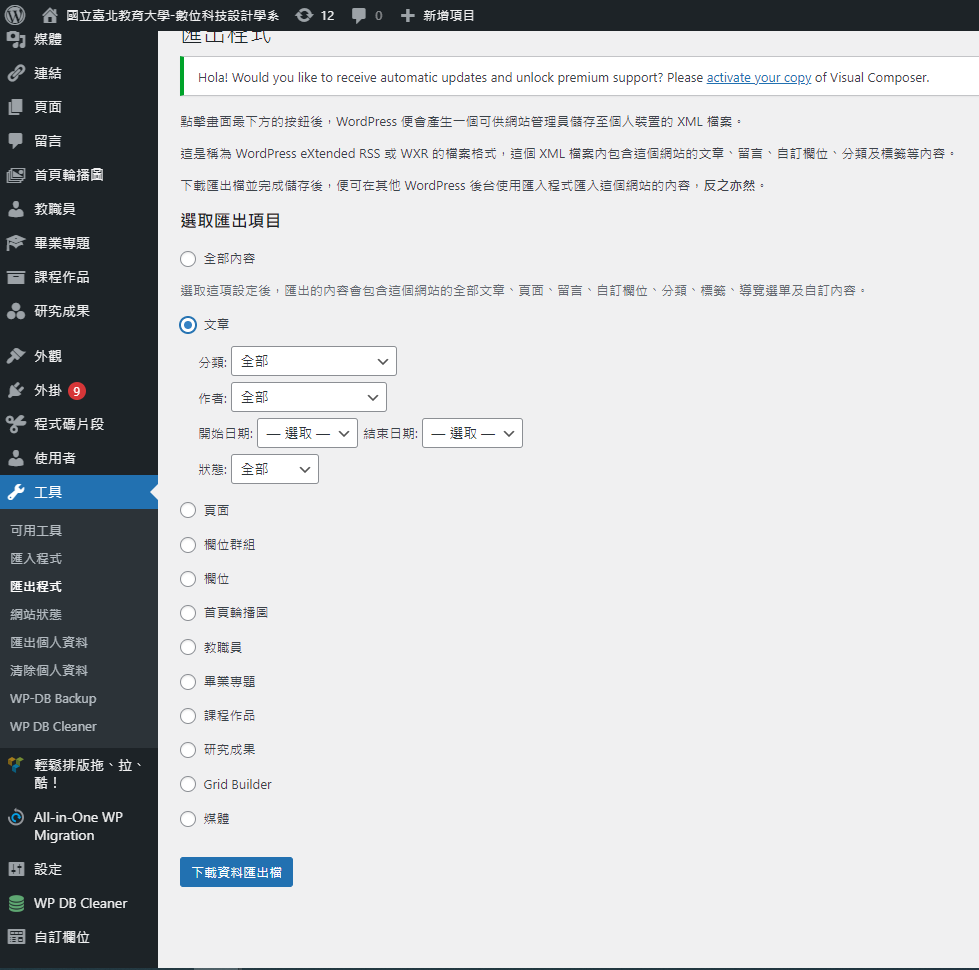 國立臺北教育大學-數位科技設計學系 12 0 新增項目
媒體
連結
頁面
留言
首頁輪播圖
教職員
畢業專題
課程作品
研究成果
外觀
外掛 9
程式碼片段
使用者
工具
可用工具
匯入程式
匯出程式
網站狀態
匯出個人資料
清除個人資料
WP-DB Backup
WP DB Cleaner
輕鬆排版拖、拉、
酷！
All-in-One WP
Migration
設定
WP DB Cleaner
自訂欄位
匯出程式
Hola! Would you like to receive automatic updates and unlock premium support? Please activate your copy of Visual Composer.
點擊畫面最下方的按鈕後，WordPress 便會產生一個可供網站管理員儲存至個人裝置的 XML 檔案。
這是稱為 WordPress eXtended RSS 或 WXR 的檔案格式，這個 XML 檔案內包含這個網站的文章、留言、自訂欄位、分類及標籤等內容。
下載匯出檔並完成儲存後，便可在其他 WordPress 後台使用匯入程式匯入這個網站的內容，反之亦然。
選取匯出項目
全部內容
選取這項設定後，匯出的內容會包含這個網站的全部文章、頁面、留言、自訂欄位、分類、標籤、導覽選單及自訂內容。
文章
分類: 全部
作者: 全部
開始日期: — 選取 — 結束日期: — 選取 —
狀態: 全部
頁面
欄位群組
欄位
首頁輪播圖
教職員
畢業專題
課程作品
研究成果
Grid Builder
媒體
下載資料匯出檔